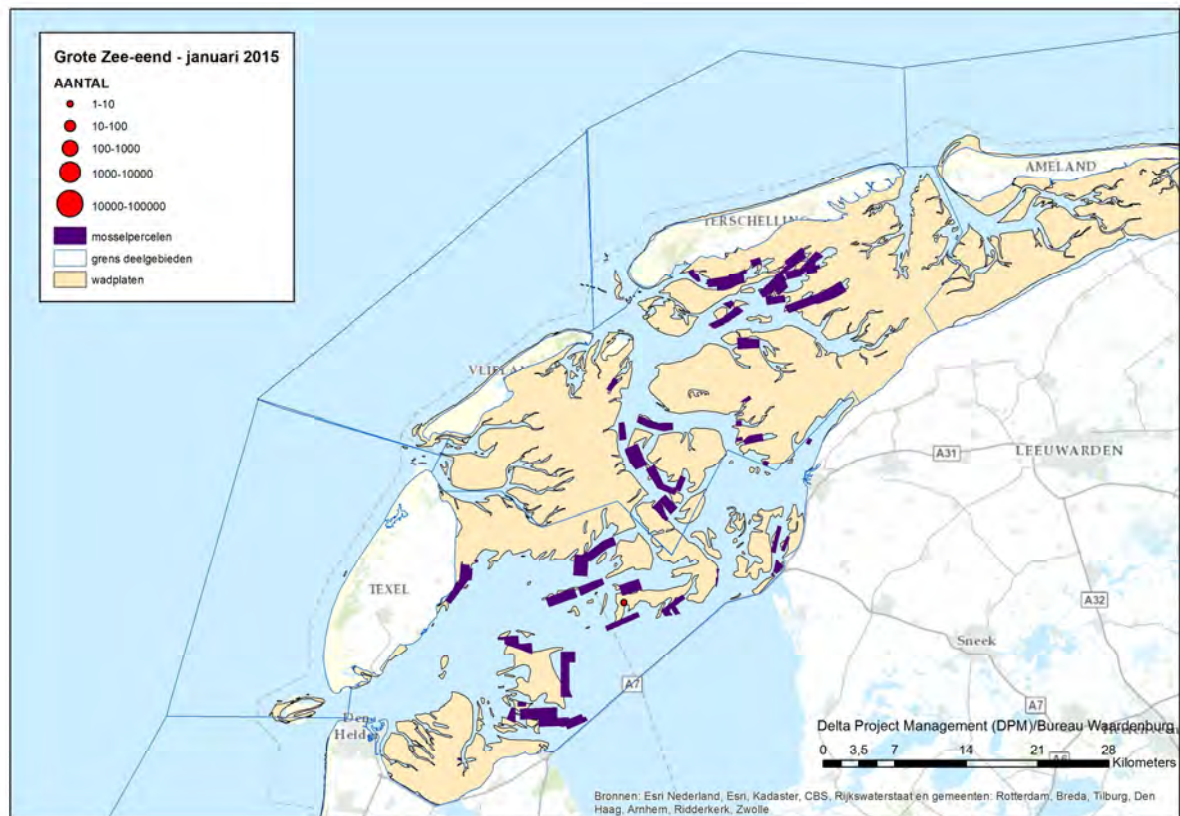 Grote Zee-eend - januari 2015
AANTAL
1-10
10-100
100-1000
1000-10000
10000-100000
mosselpercelen
grens deelgebieden
wadplaten
AMELAND
TERSCHELLING
VLIELAN
A31
LEEUWARDEN
TEXEL
A32
Sneek
A7
A7
Den
Held
Delta Project Management (DPM)/Bureau Waardenburg
0 3,5 7 14 21 28
Kilometers
Bronnen: Esri Nederland, Esri, Kadaster, CBS, Rijkswaterstaat en gemeenten: Rotterdam, Breda, Tilburg, Den
Haag, Arnhem, Ridderkerk, Zwolle